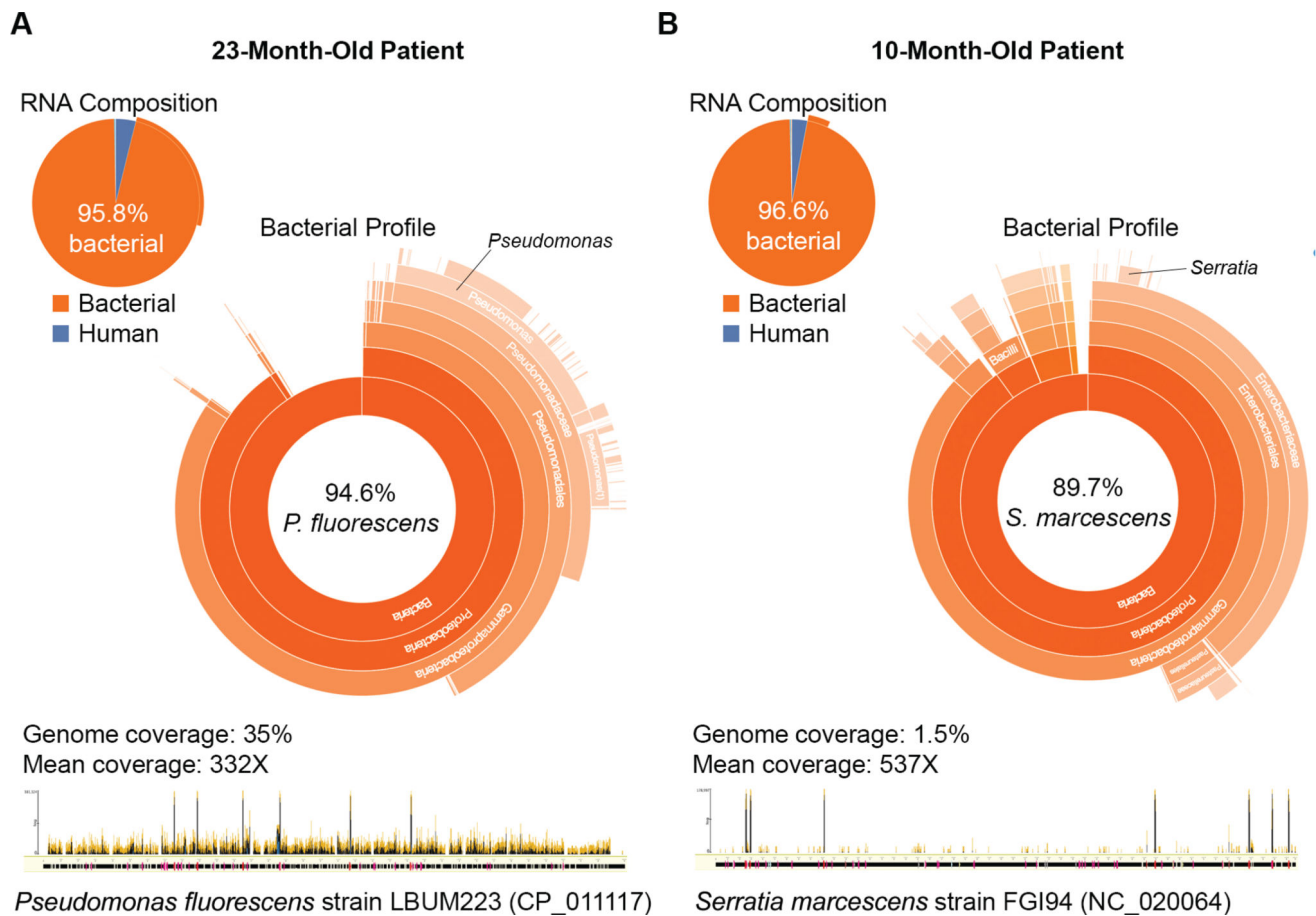 A
23-Month-Old Patient
RNA Composition
95.8%
bacterial
Bacterial
Human
Bacterial Profile
Pseudomonas
Pseudomonas
Pseudomonadaceae
Pseudomonadales
Pseudomonas(1)
Gammaproteobacteria
Proteobacteria
Bacteria
94.6%
P. fluorescens
Genome coverage: 35%
Mean coverage: 332X
Pseudomonas fluorescens strain LBUM223 (CP_011117)
B
10-Month-Old Patient
RNA Composition
96.6%
bacterial
Bacterial
Human
Bacterial Profile
Serratia
Bacilli
Enterobacteriaceae
Enterobacteriales
Gammaproteobacteria
Proteobacteria
Bacteria
89.7%
S. marcescens
Genome coverage: 1.5%
Mean coverage: 537X
Serratia marcescens strain FGI94 (NC_020064)